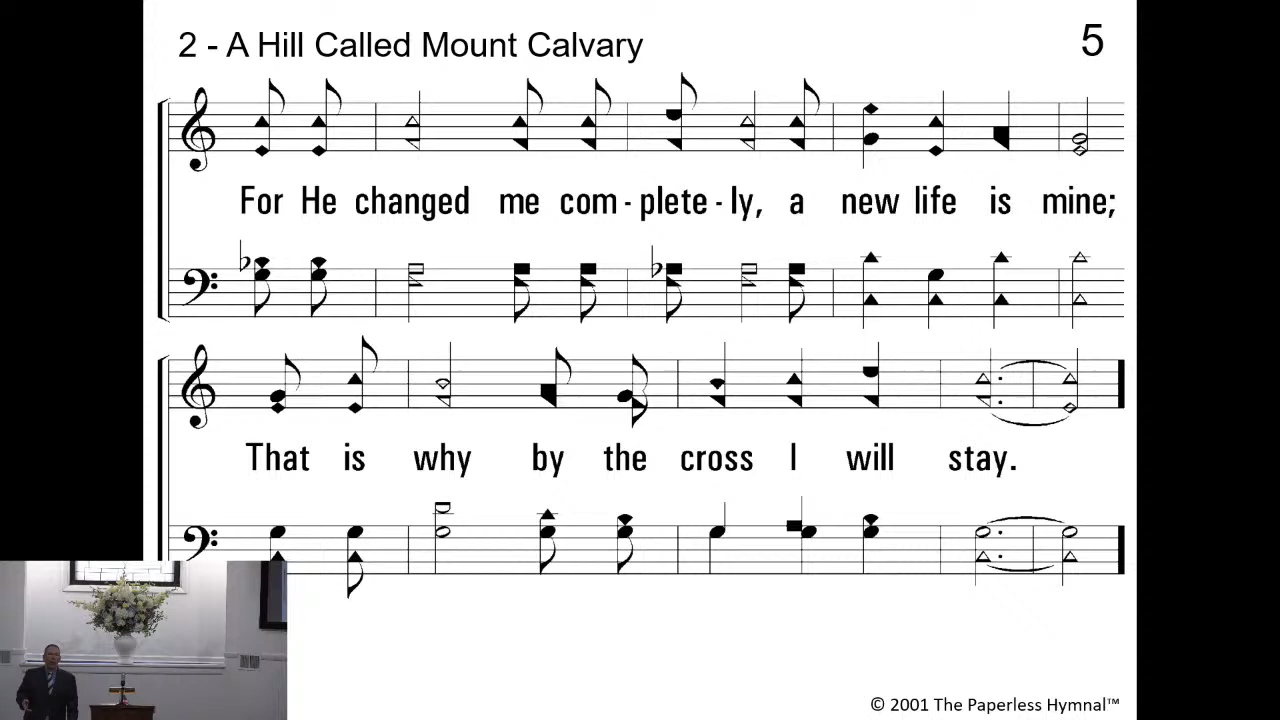 2 - A Hill Called Mount Calvary
5
For He changed me com - plete - ly, a new life is mine;
That is why by the cross I will stay.
© 2001 The Paperless Hymnal™